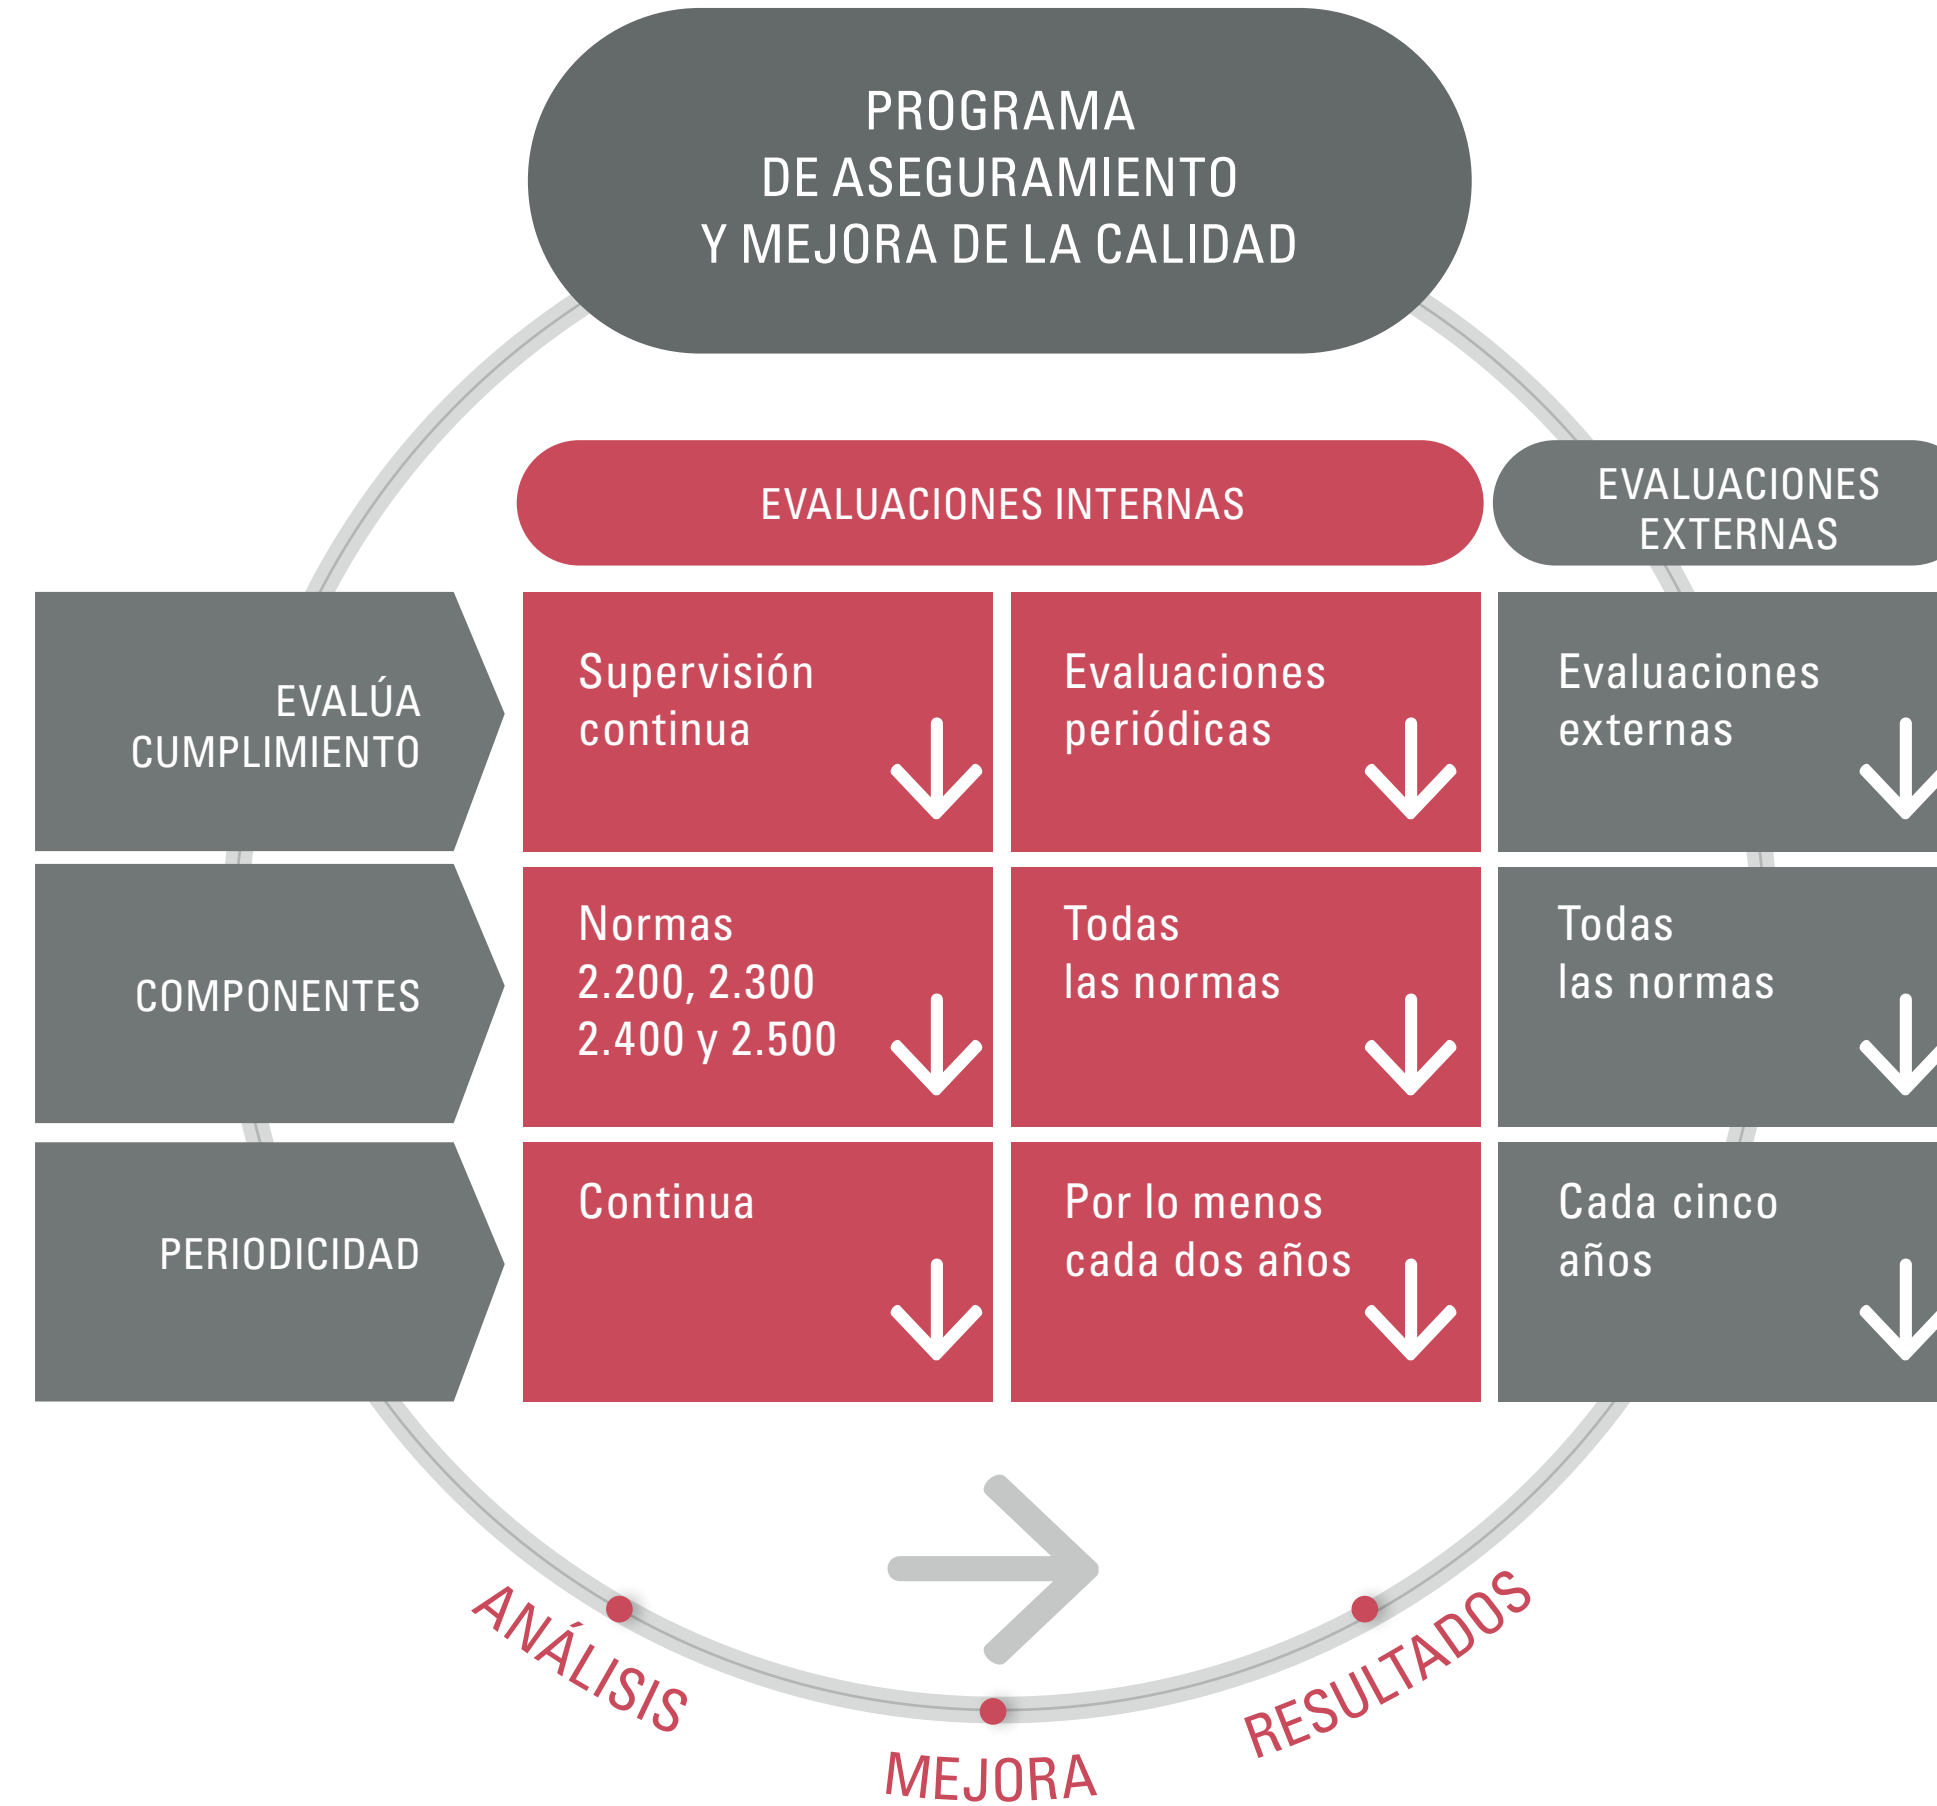 PROGRAMA
DE ASEGURAMIENTO
Y MEJORA DE LA CALIDAD
EVALUACIONES INTERNAS
EVALUACIONES
EXTERNAS
EVALÚA
CUMPLIMIENTO
Supervisión
continua
Evaluaciones
periódicas
Evaluaciones
externas
COMPONENTES
Normas
2.200, 2.300
2.400 y 2.500
Todas
las normas
Todas
las normas
PERIODICIDAD
Continua
Por lo menos
cada dos años
Cada cinco
años
ANÁLISIS
MEJORA
RESULTADOS